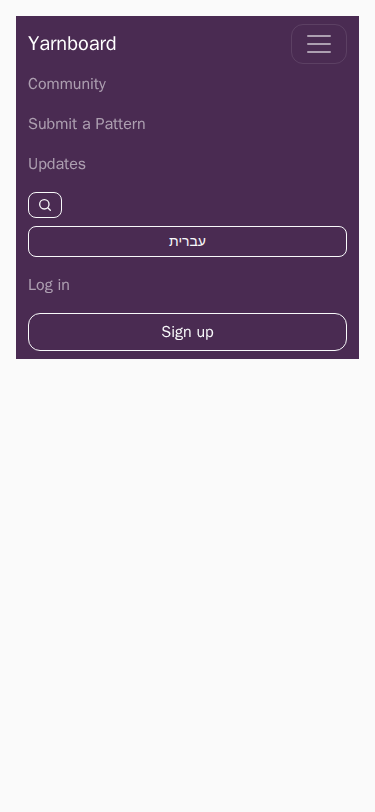 Yarnboard
Community
Submit a Pattern
Updates
עברית
Log in
Sign up